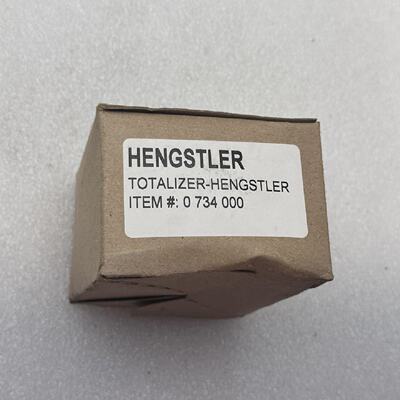 HENGSTLER
TOTALIZER-HENGSTLER
ITEM #: 0 734 000